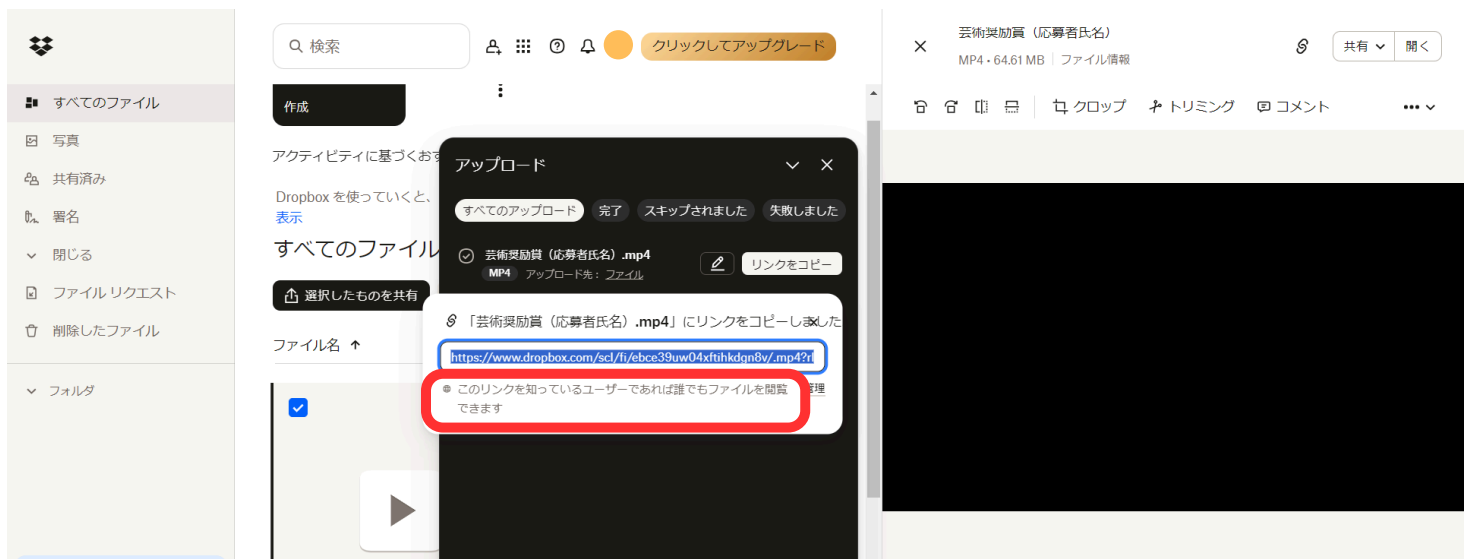 すべてのファイル
写真
共有済み
署名
閉じる
ファイル リクエスト
削除したファイル
フォルダ
検索
クリックしてアップグレード
作成
アクティビティに基づくおす
Dropbox を使っていくと、
表示
すべてのファイル
選択したものを共有
ファイル名
アップロード
すべてのアップロード 完了 スキップされました 失敗しました
芸術奨励賞（応募者氏名）.mp4
MP4 アップロード先： ファイル
リンクをコピー
「芸術奨励賞（応募者氏名）.mp4」にリンクをコピーしました
https://www.dropbox.com/scl/fi/ebce39uw04xftihkdgn8v/.mp4?rl
このリンクを知っているユーザーであれば誰でもファイルを閲覧
できます
管理
芸術奨励賞（応募者氏名）
MP4・64.61 MB ファイル情報
共有 開く
クロップ トリミング コメント